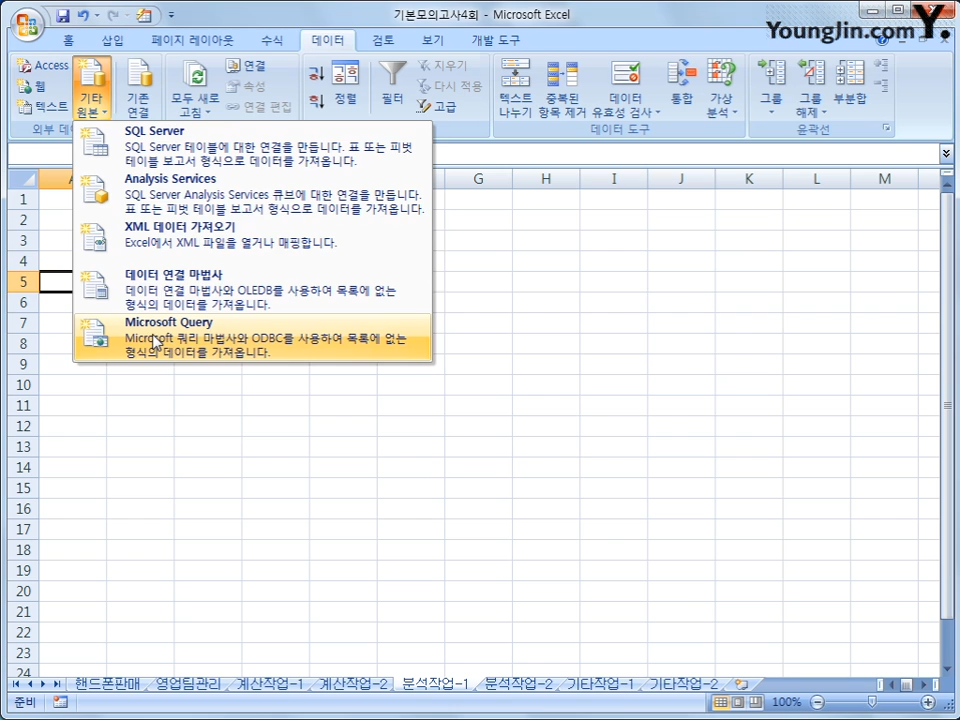 기본모의고사4회 - Microsoft Excel
YoungJin.com Y.
홈 삽입 페이지 레이아웃 수식 데이터 검토 보기 개발 도구
Access
웹
텍스트
기타
원본
기존
연결
모두 새로
고침
연결
속성
연결 편집
정렬
필터
지우기
다시 적용
고급
텍스트
나누기
중복된
항목 제거
데이터
유효성 검사
통합
가상
분석
그룹
그룹
해제
부분합
외부 데
데이터 도구
윤곽선
SQL Server
SQL Server 테이블에 대한 연결을 만듭니다. 표 또는 피벗
테이블 보고서 형식으로 데이터를 가져옵니다.
Analysis Services
SQL Server Analysis Services 큐브에 대한 연결을 만듭니다.
표 또는 피벗 테이블 보고서 형식으로 데이터를 가져옵니다.
XML 데이터 가져오기
Excel에서 XML 파일을 열거나 매핑합니다.
데이터 연결 마법사
데이터 연결 마법사와 OLEDB를 사용하여 목록에 없는
형식의 데이터를 가져옵니다.
Microsoft Query
Microsoft 쿼리 마법사와 ODBC를 사용하여 목록에 없는
형식의 데이터를 가져옵니다.
G H I J K L M
1
2
3
4
5
6
7
8
9
10
11
12
13
14
15
16
17
18
19
20
21
22
23
24
핸드폰판매 영업팀관리 계산작업-1 계산작업-2 분석작업-1 분석작업-2 기타작업-1 기타작업-2
준비 100%